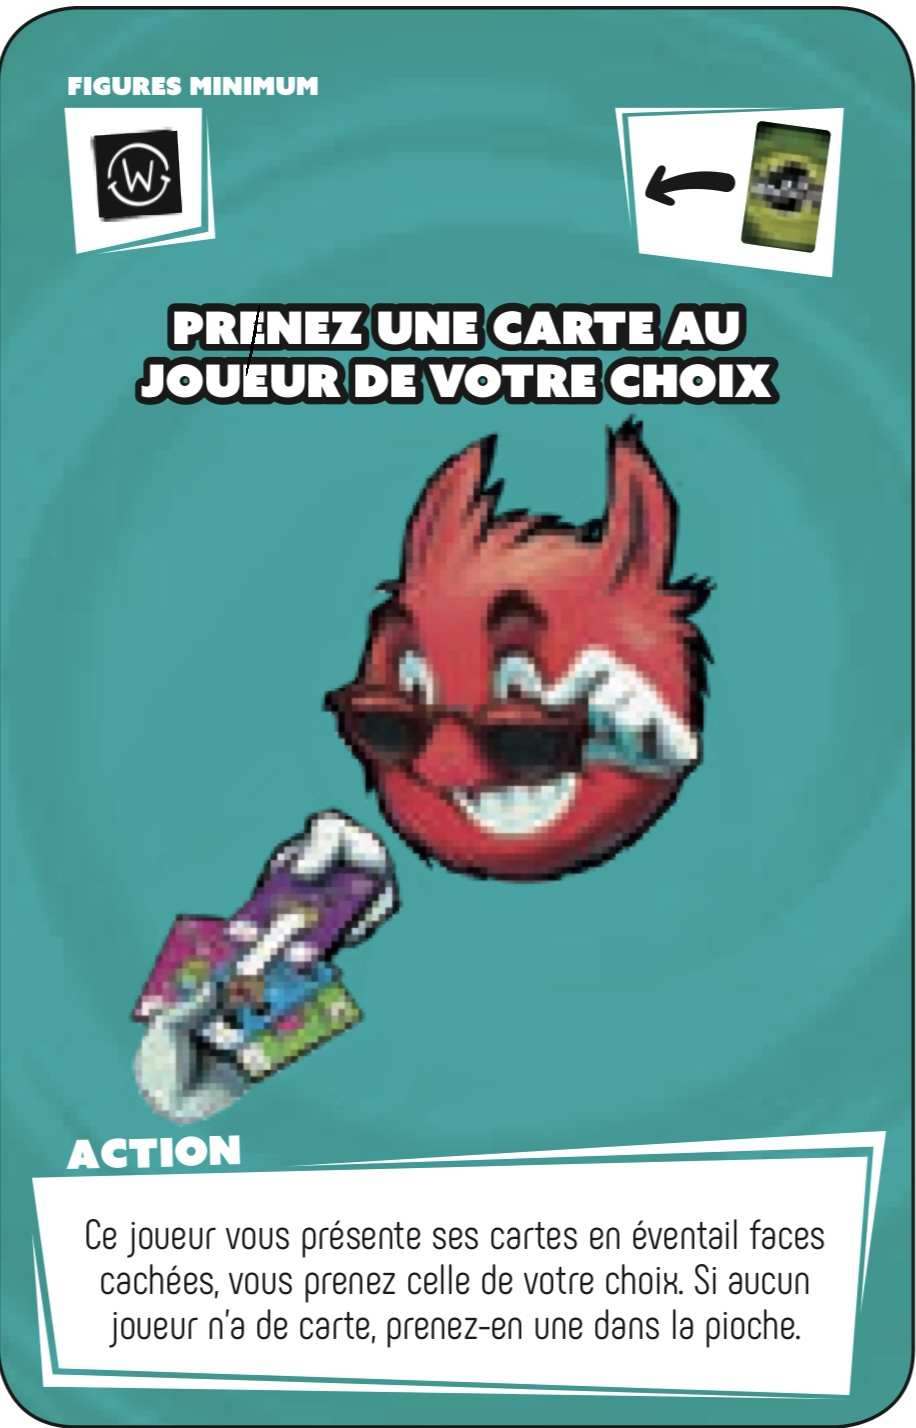 FIGURES MINIMUM
W
PRENEZ UNE CARTE AU
JOUEUR DE VOTRE CHOIX
ACTION
Ce joueur vous présente ses cartes en éventail faces
cachées, vous prenez celle de votre choix. Si aucun
joueur n'a de carte, prenez-en une dans la pioche.